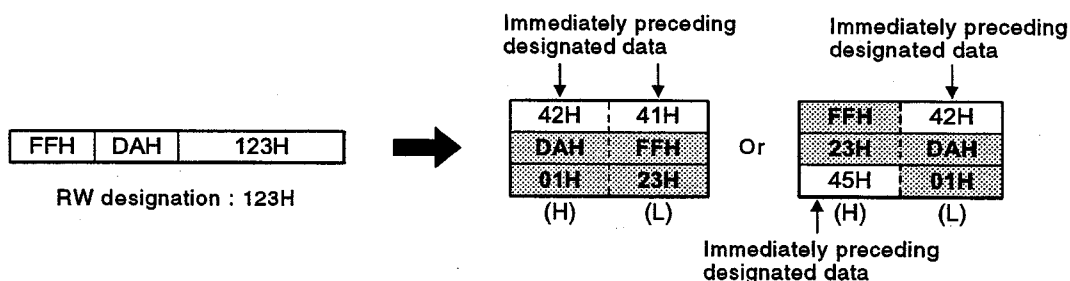 Immediately preceding
designated data
Immediately preceding
designated data
FFH DAH 123H
RW designation : 123H
42H 41H
DAH FFH
01H 23H
(H) (L)
Or
FFH 42H
23H DAH
45H 01H
(H) (L)
Immediately preceding
designated data